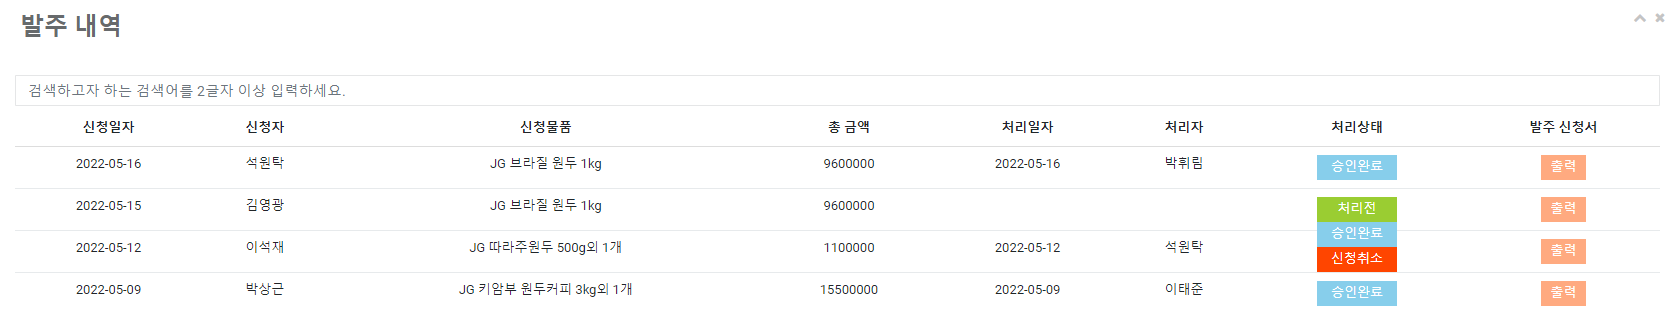 발주 내역
검색하고자 하는 검색어를 2글자 이상 입력하세요.
신청일자 신청자 신청물품 총 금액 처리일자 처리자 처리상태 발주 신청서
2022-05-16 석원탁 JG 브라질 원두 1kg 9600000 2022-05-16 박휘림 승인완료 출력
2022-05-15 김영광 JG 브라질 원두 1kg 9600000 처리전 출력
승인완료
2022-05-12 이석재 JG 따라주원두 500g외 1개 1100000 2022-05-12 석원탁 출력
신청취소
2022-05-09 박상근 JG 키암부 원두커피 3kg외 1개 15500000 2022-05-09 이태준 승인완료 출력